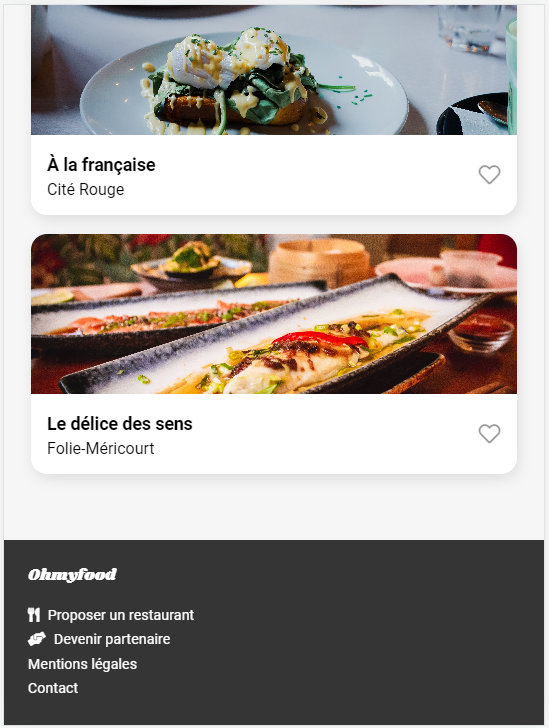 À la française
Cité Rouge
Le délice des sens
Folie-Méricourt
Ohmyfood
Proposer un restaurant
Devenir partenaire
Mentions légales
Contact